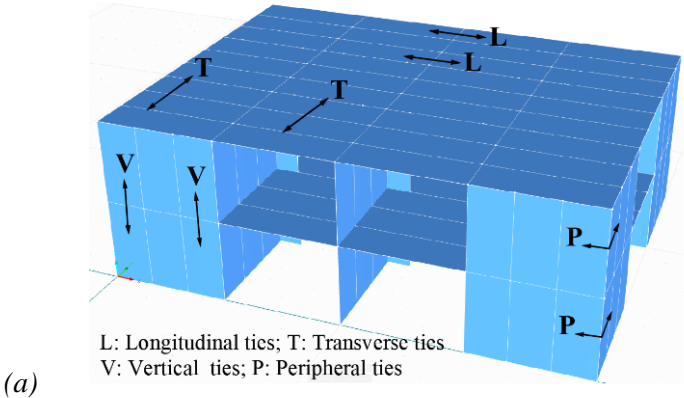 L
L
T
T
V
V
P
P
L: Longitudinal ties; T: Transverse ties
V: Vertical ties; P: Peripheral ties
(a)